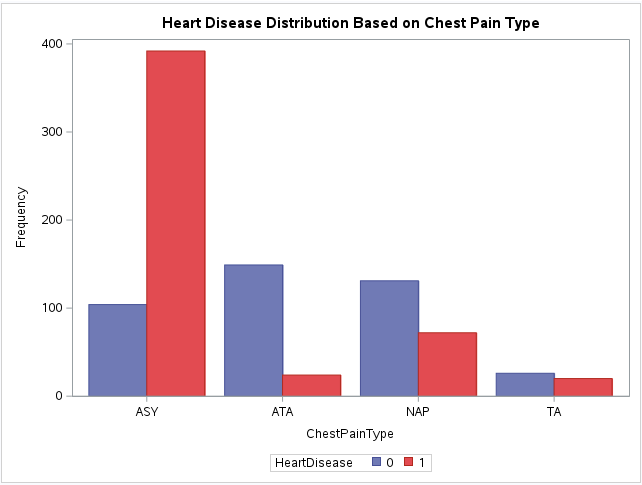 Heart Disease Distribution Based on Chest Pain Type
400
300
200
100
0
Frequency
ASY ATA NAP TA
ChestPainType
HeartDisease 0 1